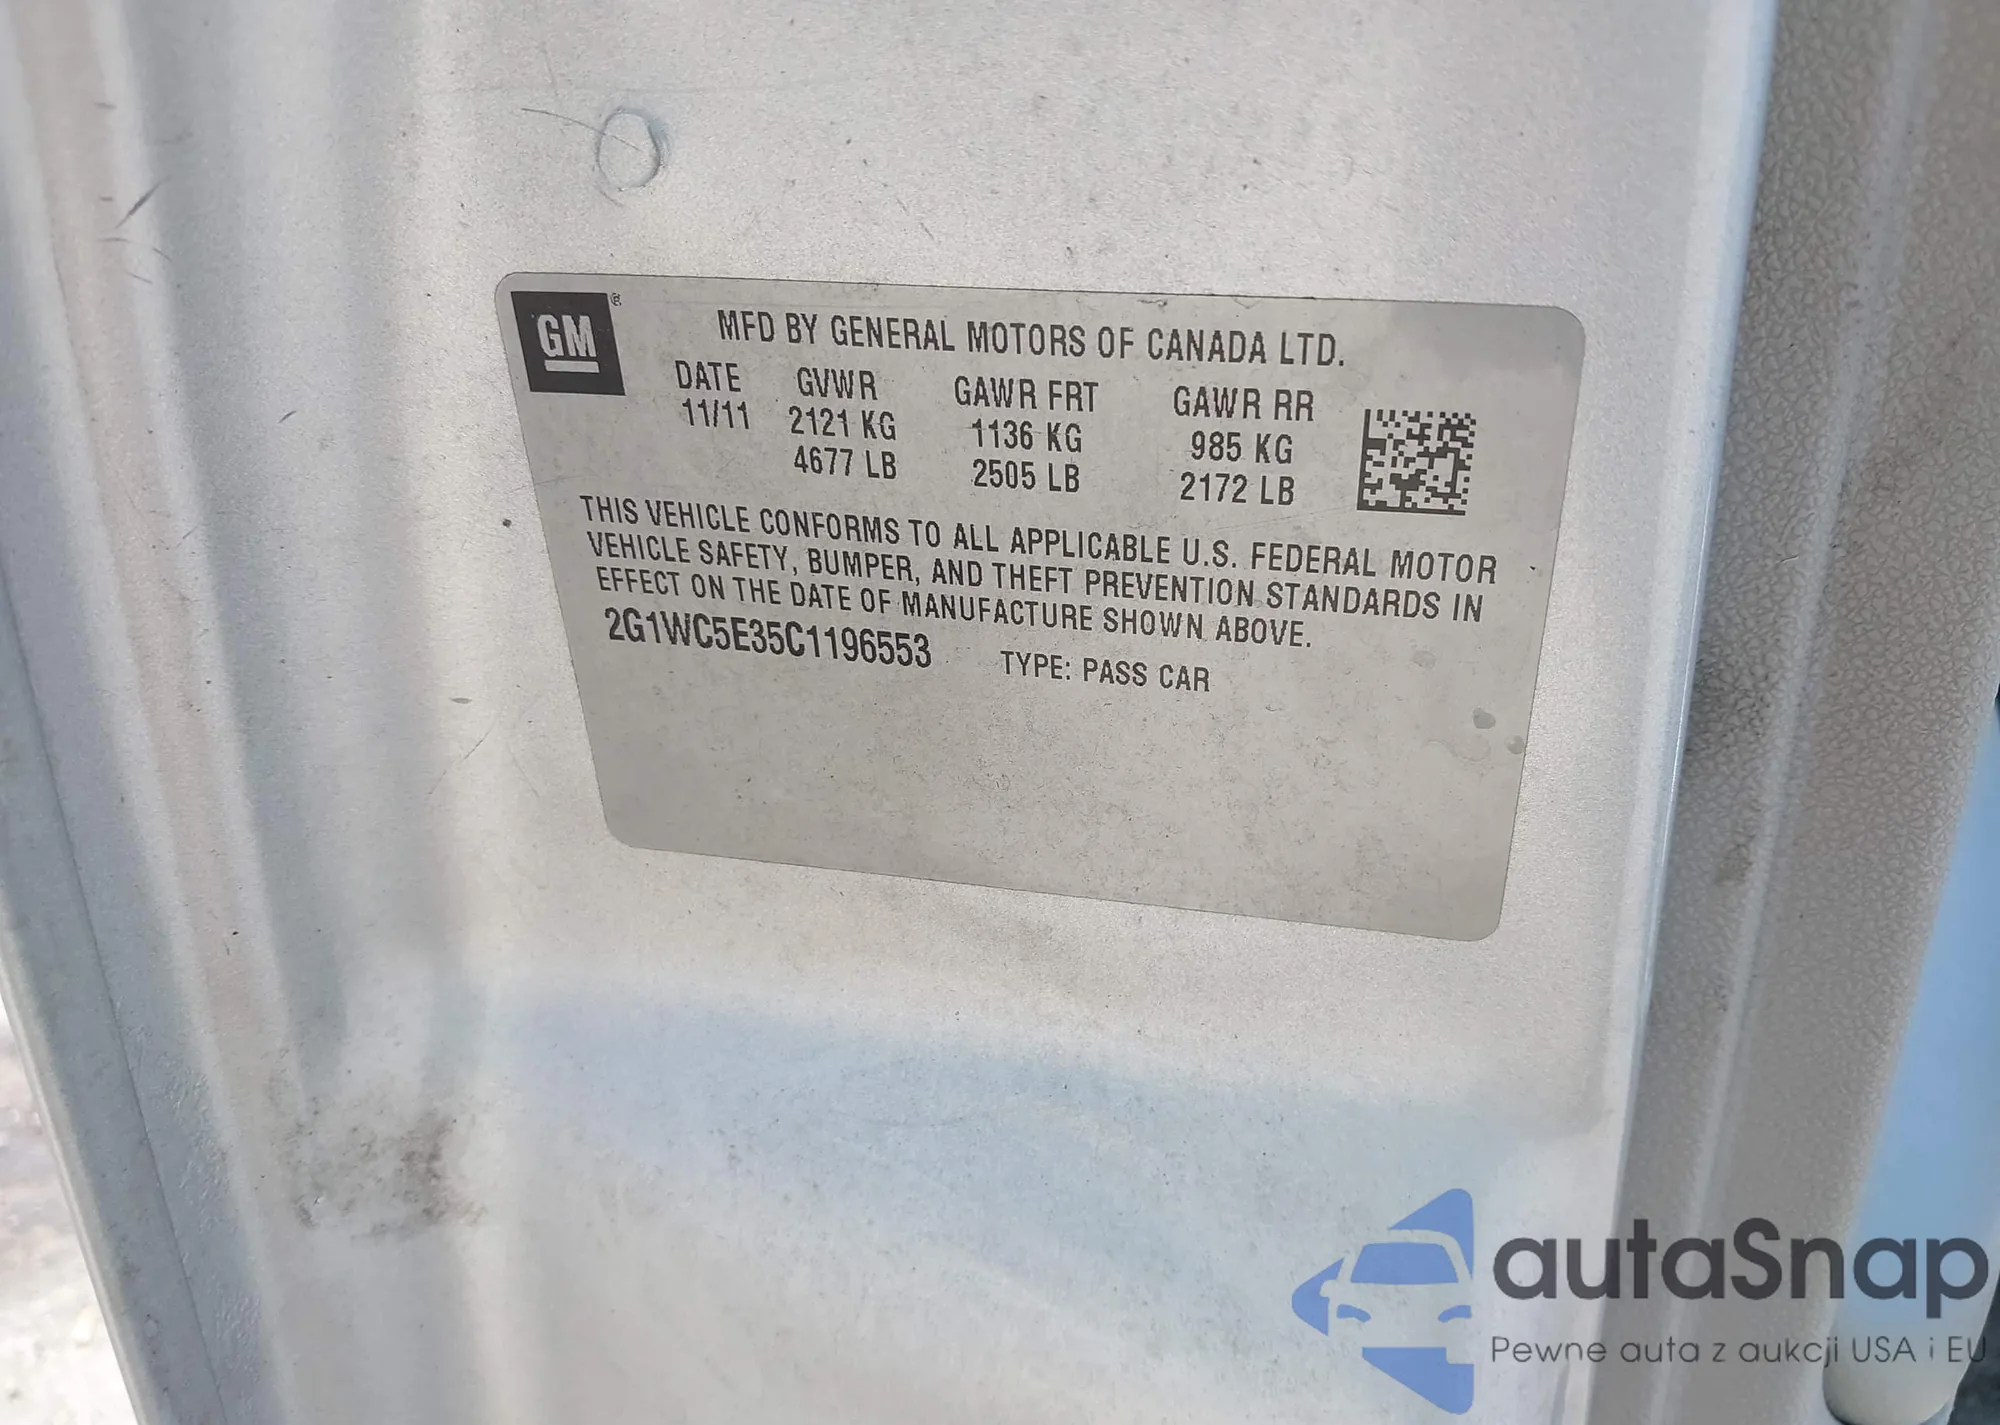 GM ®
MFD BY GENERAL MOTORS OF CANADA LTD.
DATE GVWR GAWR FRT GAWR RR
11/11 2121 KG 1136 KG 985 KG
4677 LB 2505 LB 2172 LB
THIS VEHICLE CONFORMS TO ALL APPLICABLE U.S. FEDERAL MOTOR
VEHICLE SAFETY, BUMPER, AND THEFT PREVENTION STANDARDS IN
EFFECT ON THE DATE OF MANUFACTURE SHOWN ABOVE.
2G1WC5E35C1196553 TYPE: PASS CAR
autaSnap
Pewne auta z aukcji USA i EU